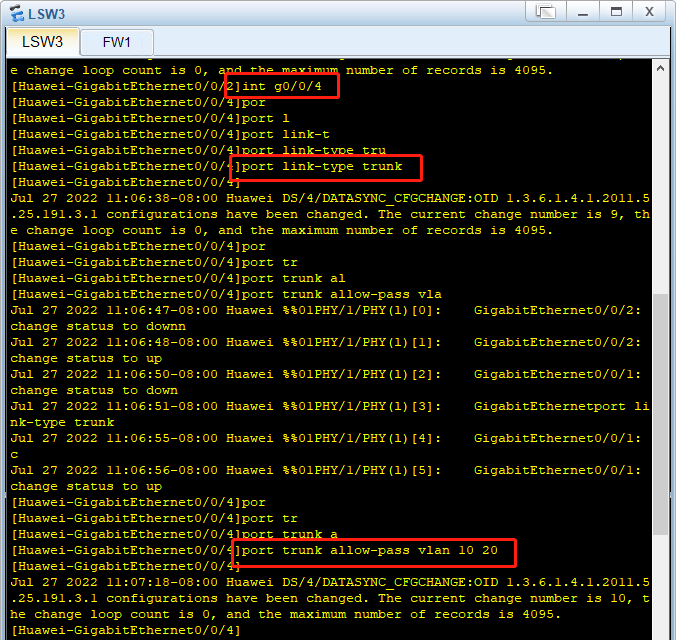 LSW3
LSW3 FW1
e change loop count is 0, and the maximum number of records is 4095.
[Huawei-GigabitEthernet0/0/2]int g0/0/4
[Huawei-GigabitEthernet0/0/4]por
[Huawei-GigabitEthernet0/0/4]port l
[Huawei-GigabitEthernet0/0/4]port link-t
[Huawei-GigabitEthernet0/0/4]port link-type tru
[Huawei-GigabitEthernet0/0/4]port link-type trunk
[Huawei-GigabitEthernet0/0/4]
Jul 27 2022 11:06:38-08:00 Huawei DS/4/DATASYNC_CFGCHANGE:OID 1.3.6.1.4.1.2011.5
.25.191.3.1 configurations have been changed. The current change number is 9, th
e change loop count is 0, and the maximum number of records is 4095.
[Huawei-GigabitEthernet0/0/4]por
[Huawei-GigabitEthernet0/0/4]port tr
[Huawei-GigabitEthernet0/0/4]port trunk al
[Huawei-GigabitEthernet0/0/4]port trunk allow-pass vla
Jul 27 2022 11:06:47-08:00 Huawei %%01PHY/1/PHY(l)[0]:    GigabitEthernet0/0/2:
change status to downn
Jul 27 2022 11:06:48-08:00 Huawei %%01PHY/1/PHY(l)[1]:    GigabitEthernet0/0/2:
change status to up
Jul 27 2022 11:06:50-08:00 Huawei %%01PHY/1/PHY(l)[2]:    GigabitEthernet0/0/1:
change status to down
Jul 27 2022 11:06:51-08:00 Huawei %%01PHY/1/PHY(l)[3]:    GigabitEthernetport li
nk-type trunk
Jul 27 2022 11:06:55-08:00 Huawei %%01PHY/1/PHY(l)[4]:    GigabitEthernet0/0/1:
c
Jul 27 2022 11:06:56-08:00 Huawei %%01PHY/1/PHY(l)[5]:    GigabitEthernet0/0/1:
change status to up
[Huawei-GigabitEthernet0/0/4]por
[Huawei-GigabitEthernet0/0/4]port tr
[Huawei-GigabitEthernet0/0/4]port trunk a
[Huawei-GigabitEthernet0/0/4]port trunk allow-pass vlan 10 20
[Huawei-GigabitEthernet0/0/4]
Jul 27 2022 11:07:18-08:00 Huawei DS/4/DATASYNC_CFGCHANGE:OID 1.3.6.1.4.1.2011.5
.25.191.3.1 configurations have been changed. The current change number is 10, t
he change loop count is 0, and the maximum number of records is 4095.
[Huawei-GigabitEthernet0/0/4]